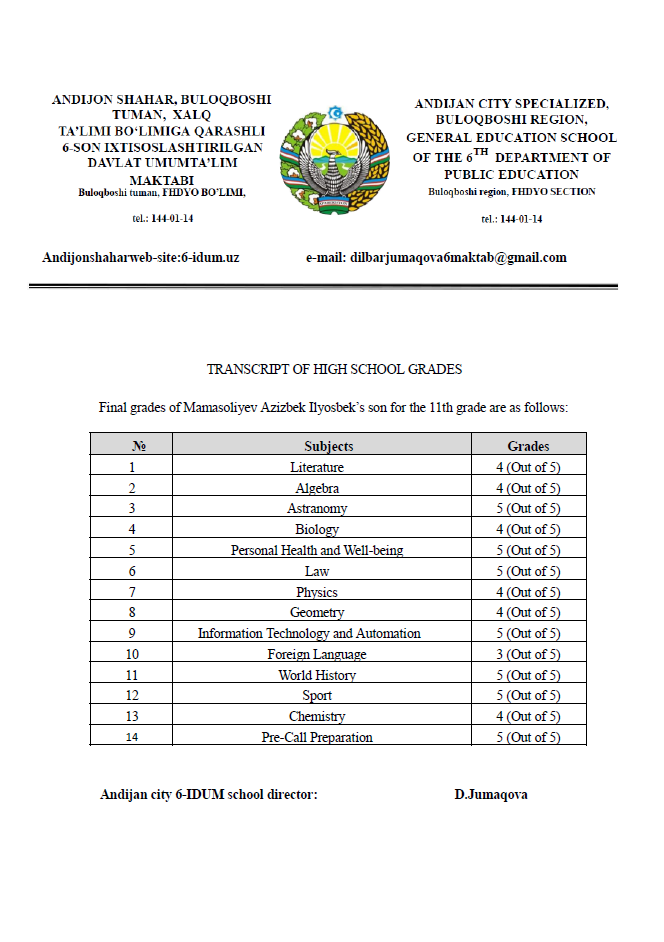 ANDIJON SHAHAR, BULOQBOSHI
TUMAN, XALQ
TA’LIMI BO‘LIMIGA QARASHLI
6-SON IXTISOSLASHTIRILGAN
DAVLAT UMUMTA’LIM
MAKTABI
Buloqboshi tuman, FHDYO BO’LIMI,
tel.: 144-01-14
ANDIJAN CITY SPECIALIZED,
BULOQBOSHI REGION,
GENERAL EDUCATION SCHOOL
OF THE 6TH DEPARTMENT OF
PUBLIC EDUCATION
Buloqboshi region, FHDYO SECTION
tel.: 144-01-14
Andijonshaharweb-site:6-idum.uz e-mail: dilbarjumaqova6maktab@gmail.com
TRANSCRIPT OF HIGH SCHOOL GRADES
Final grades of Mamasoliyev Azizbek Ilyosbek’s son for the 11th grade are as follows:
№ Subjects Grades
1 Literature 4 (Out of 5)
2 Algebra 4 (Out of 5)
3 Astranomy 5 (Out of 5)
4 Biology 4 (Out of 5)
5 Personal Health and Well-being 5 (Out of 5)
6 Law 5 (Out of 5)
7 Physics 4 (Out of 5)
8 Geometry 4 (Out of 5)
9 Information Technology and Automation 5 (Out of 5)
10 Foreign Language 3 (Out of 5)
11 World History 5 (Out of 5)
12 Sport 5 (Out of 5)
13 Chemistry 4 (Out of 5)
14 Pre-Call Preparation 5 (Out of 5)
Andijan city 6-IDUM school director: D.Jumaqova